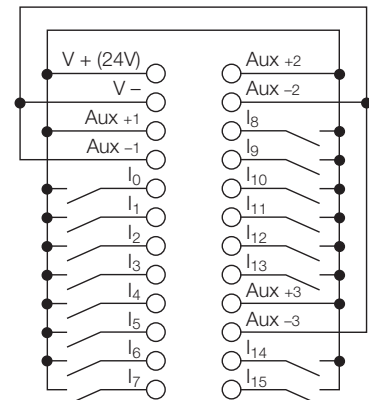 V + (24V)
V –
Aux +1
Aux –1
I0
I1
I2
I3
I4
I5
I6
I7
Aux +2
Aux –2
I8
I9
I10
I11
I12
I13
Aux +3
Aux –3
I14
I15